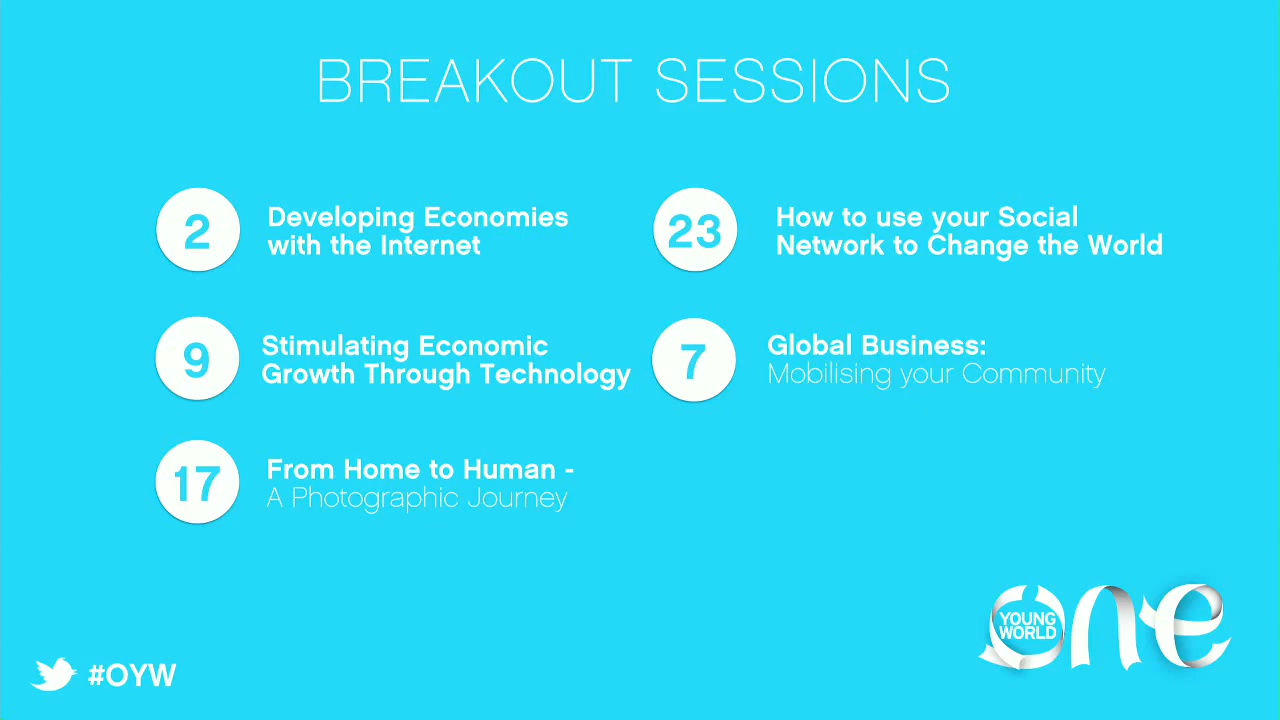 BREAKOUT SESSIONS
2
Developing Economies
with the Internet
9
Stimulating Economic
Growth Through Technology
17
From Home to Human -
A Photographic Journey
23
How to use your Social
Network to Change the World
7
Global Business:
Mobilising your Community
#OYW
YOUNG
WORLD
one